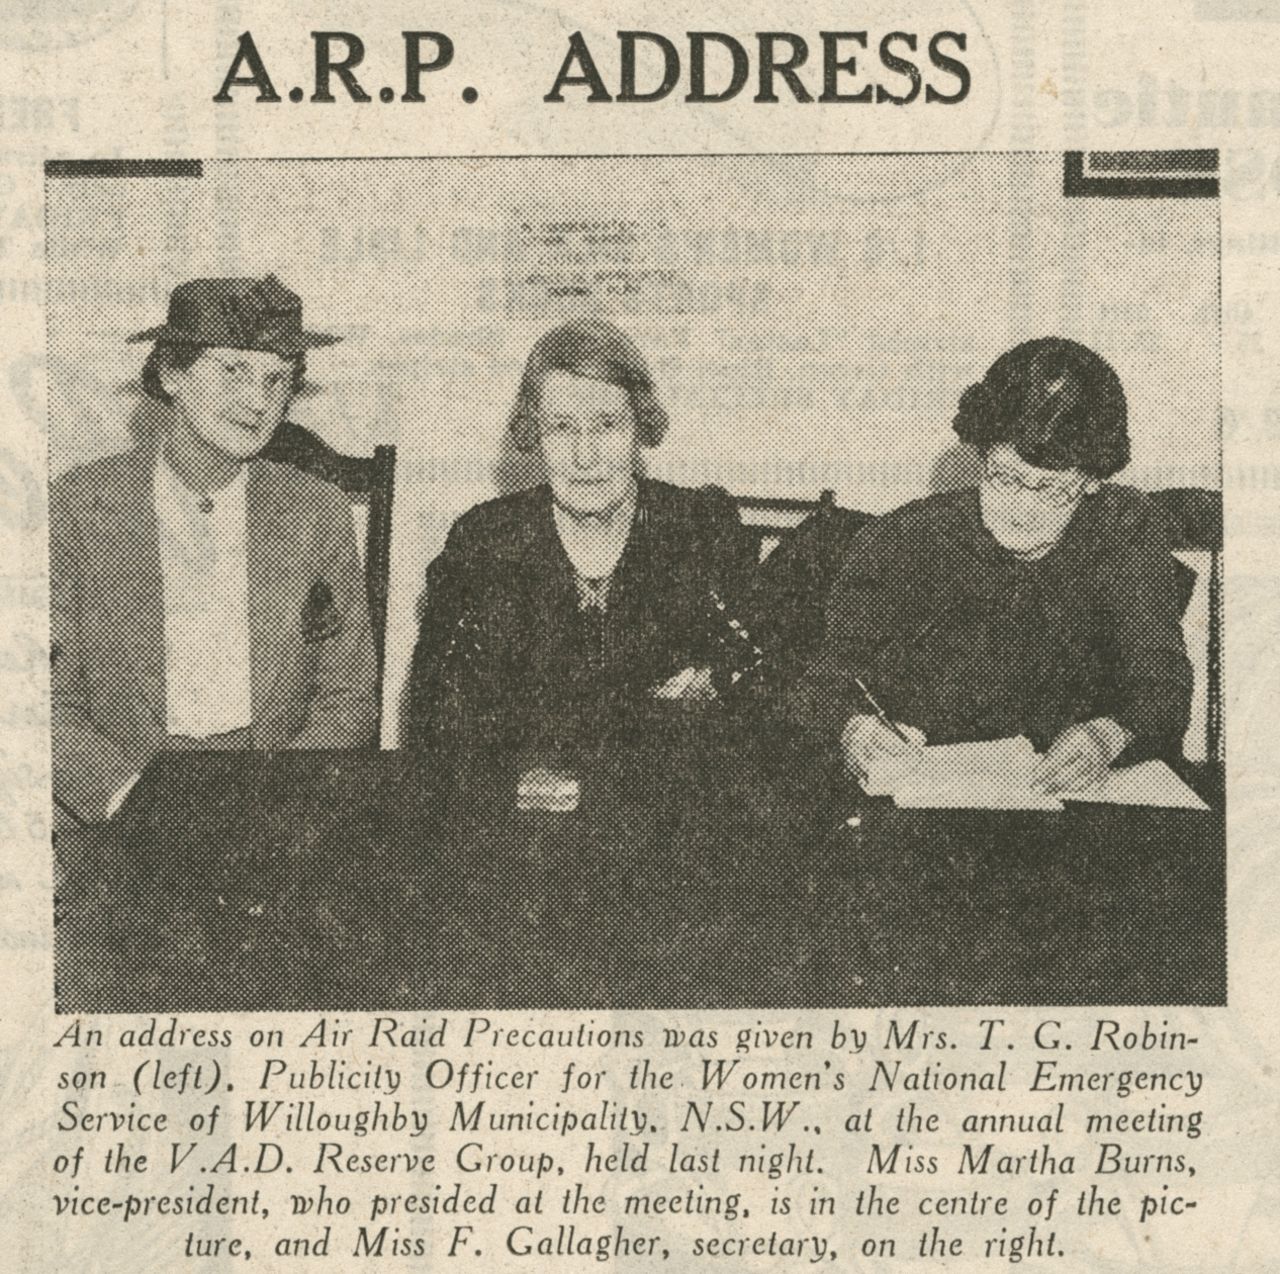 A.R.P. ADDRESS
An address on Air Raid Precautions was given by Mrs. T. G. Robin-
son (left), Publicity Officer for the Women's National Emergency
Service of Willoughby Municipality, N.S.W., at the annual meeting
of the V.A.D. Reserve Group, held last night. Miss Martha Burns,
vice-president, who presided at the meeting, is in the centre of the pic-
ture, and Miss F. Gallagher, secretary, on the right.